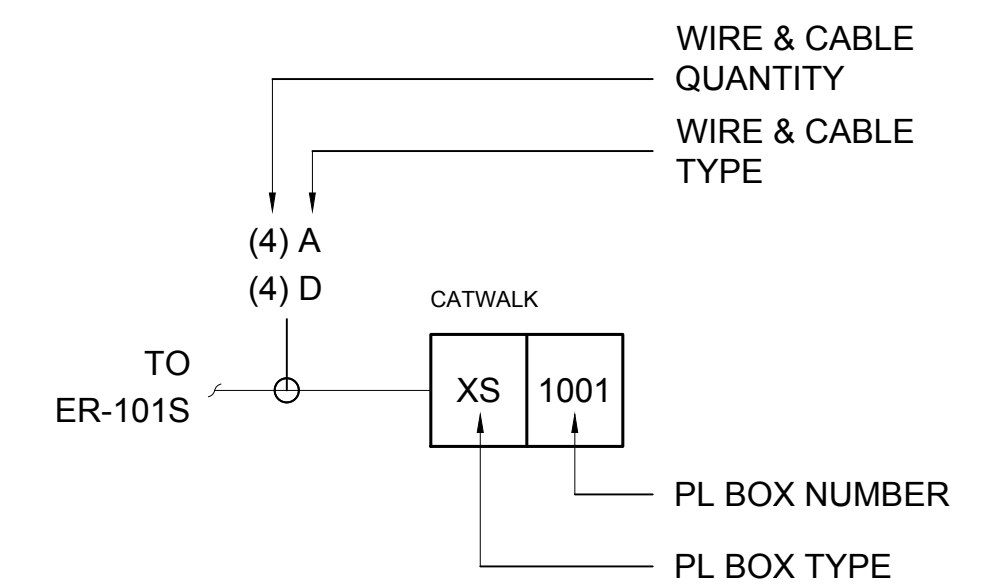 WIRE & CABLE
QUANTITY
WIRE & CABLE
TYPE
(4) A
(4) D
CATWALK
TO
ER-101S
XS 1001
PL BOX NUMBER
PL BOX TYPE